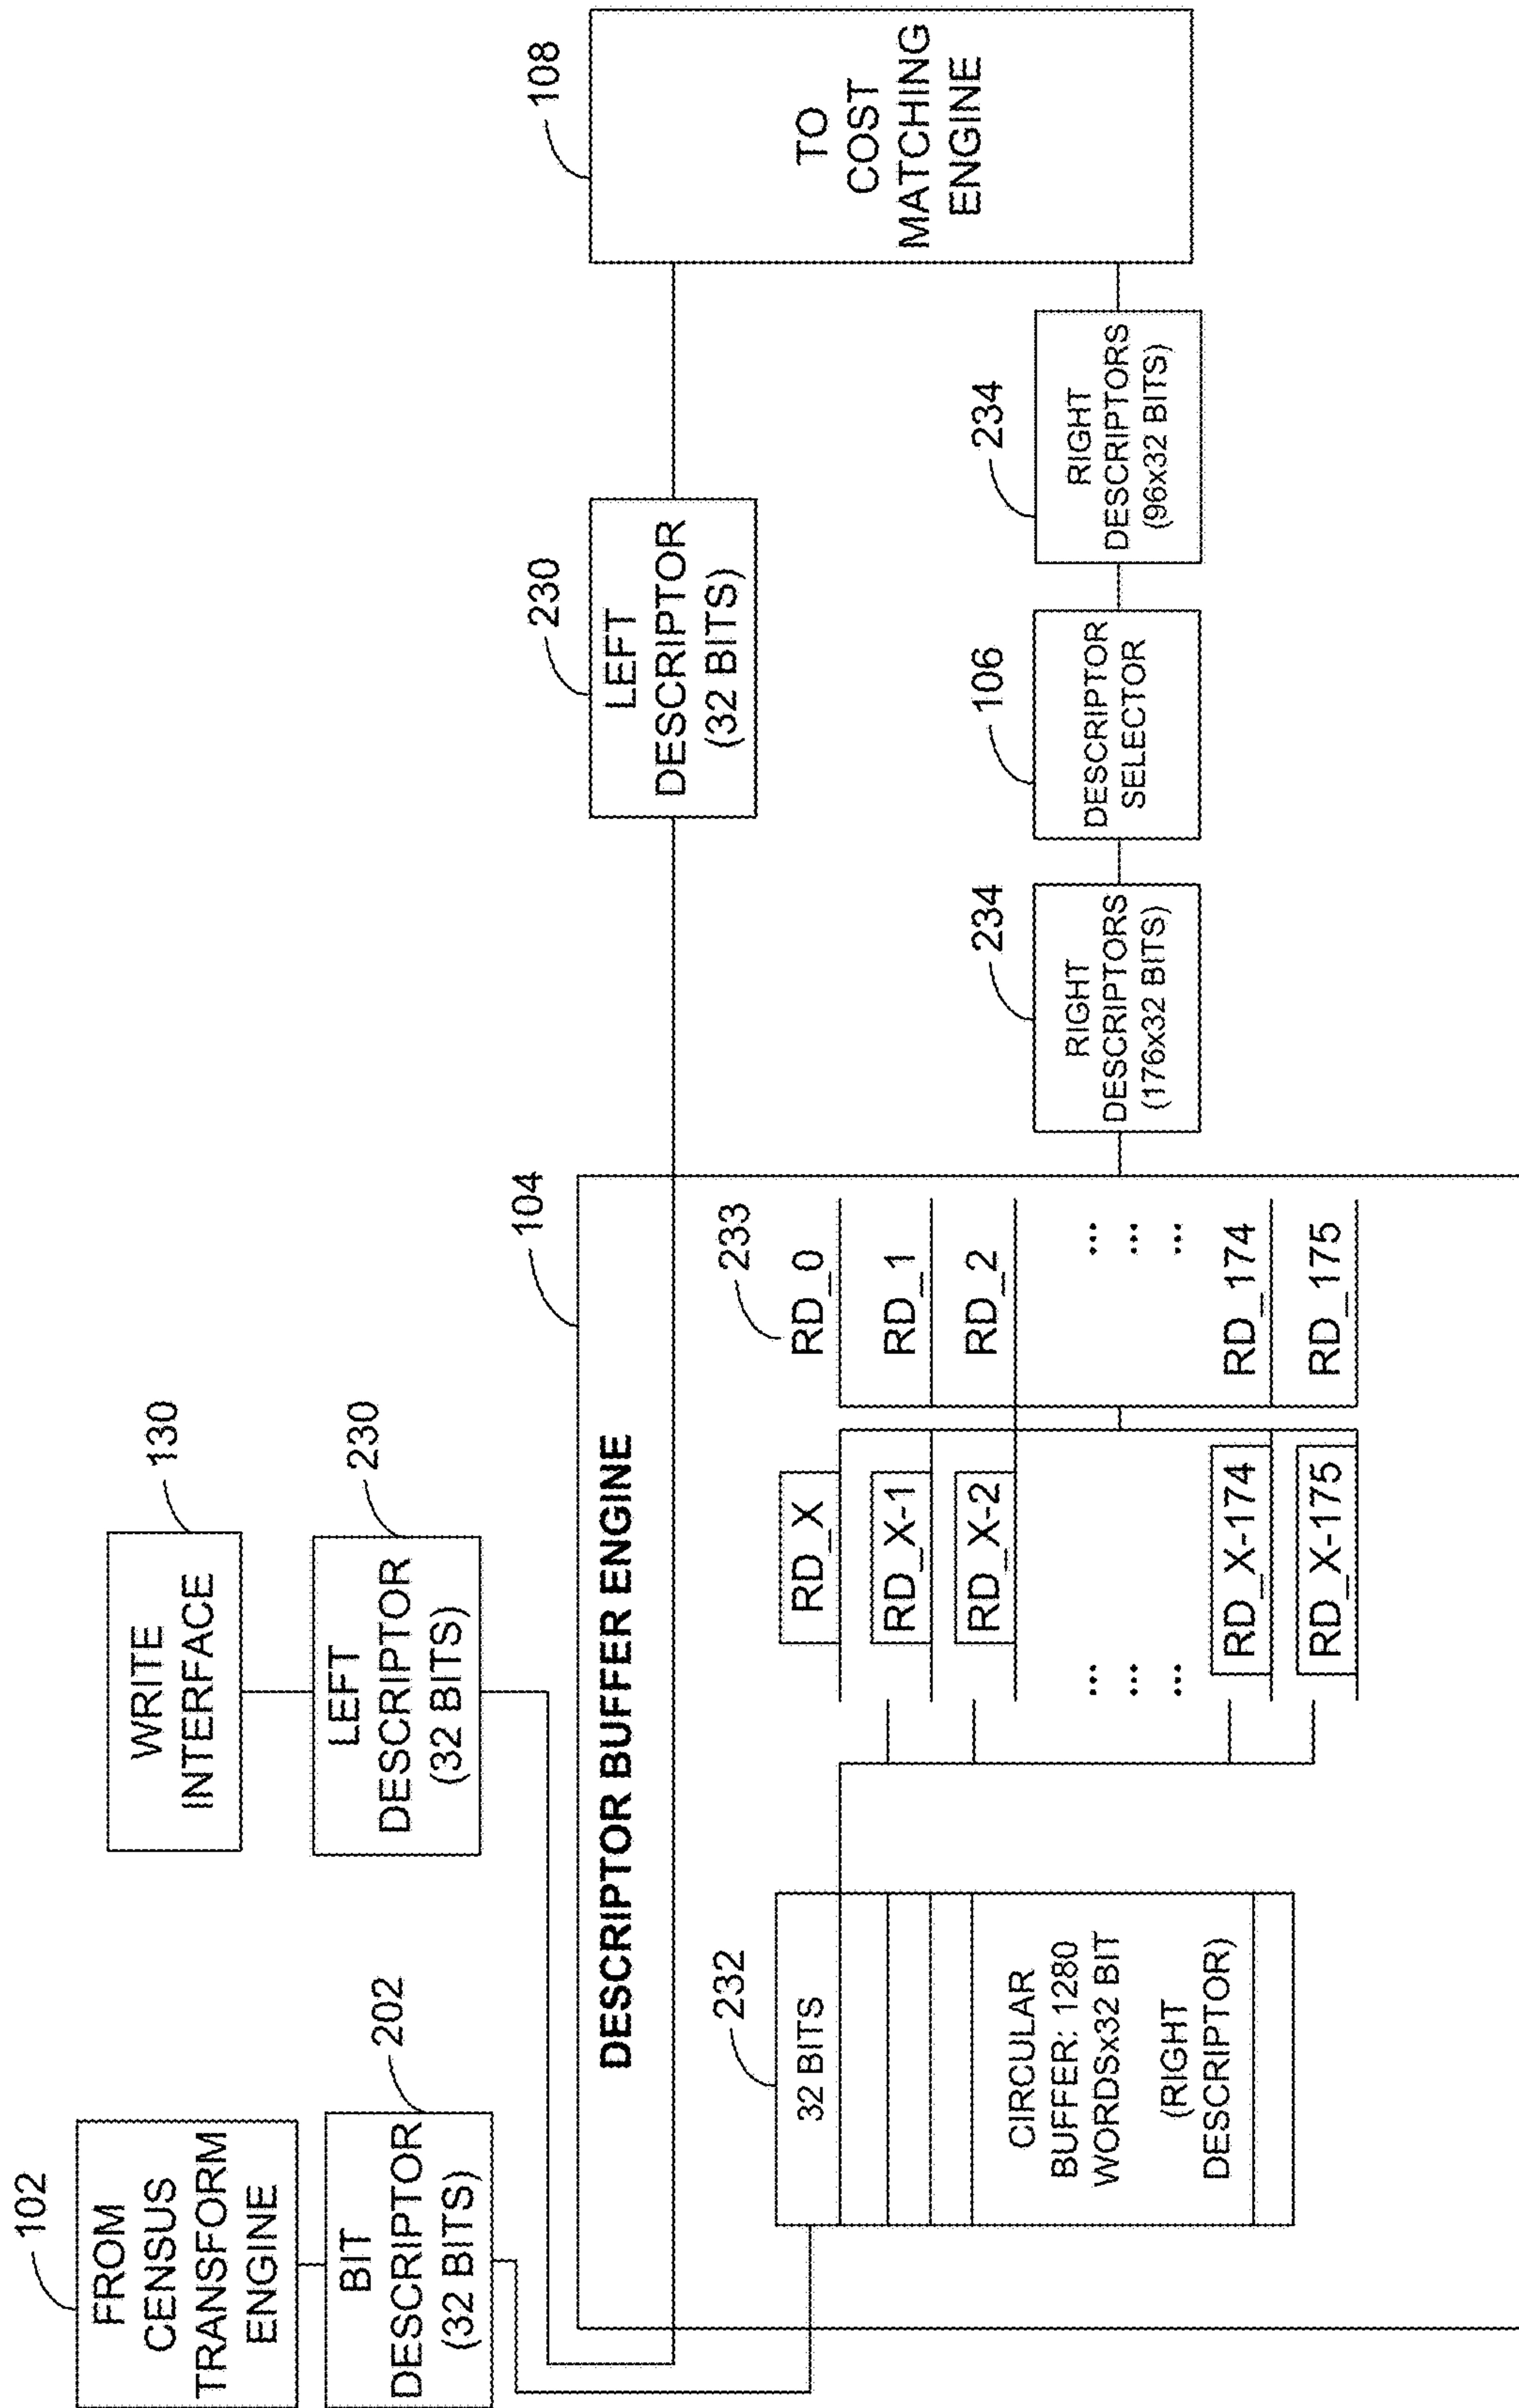 102
FROM
CENSUS
TRANSFORM
ENGINE
BIT
DESCRIPTOR
(32 BITS)
202
130
WRITE
INTERFACE
LEFT
DESCRIPTOR
(32 BITS)
230
104
DESCRIPTOR BUFFER ENGINE
232
32 BITS
CIRCULAR
BUFFER: 1280
WORDSx32 BIT
(RIGHT
DESCRIPTOR)
RD_X
RD_X-1
RD_X-2
...
...
...
RD_X-174
RD_X-175
233
RD_0
RD_1
RD_2
...
...
...
RD_174
RD_175
230
LEFT
DESCRIPTOR
(32 BITS)
234
RIGHT
DESCRIPTORS
(176x32 BITS)
106
DESCRIPTOR
SELECTOR
234
RIGHT
DESCRIPTORS
(96x32 BITS)
108
TO
COST
MATCHING
ENGINE